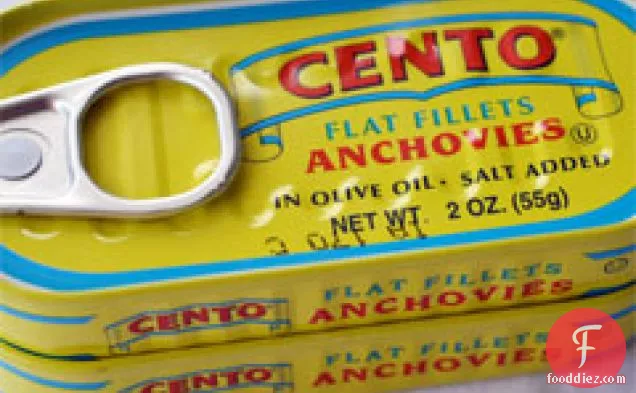 CENTO®
FLAT FILLETS
ANCHOVIES Ⓤ
IN OLIVE OIL · SALT ADDED
NET WT. 2 OZ. (55g)
CENTO
FLAT FILLETS
ANCHOVIES
CENTO
FLAT FILLETS
ANCHOVIES
F
fooddiez.com